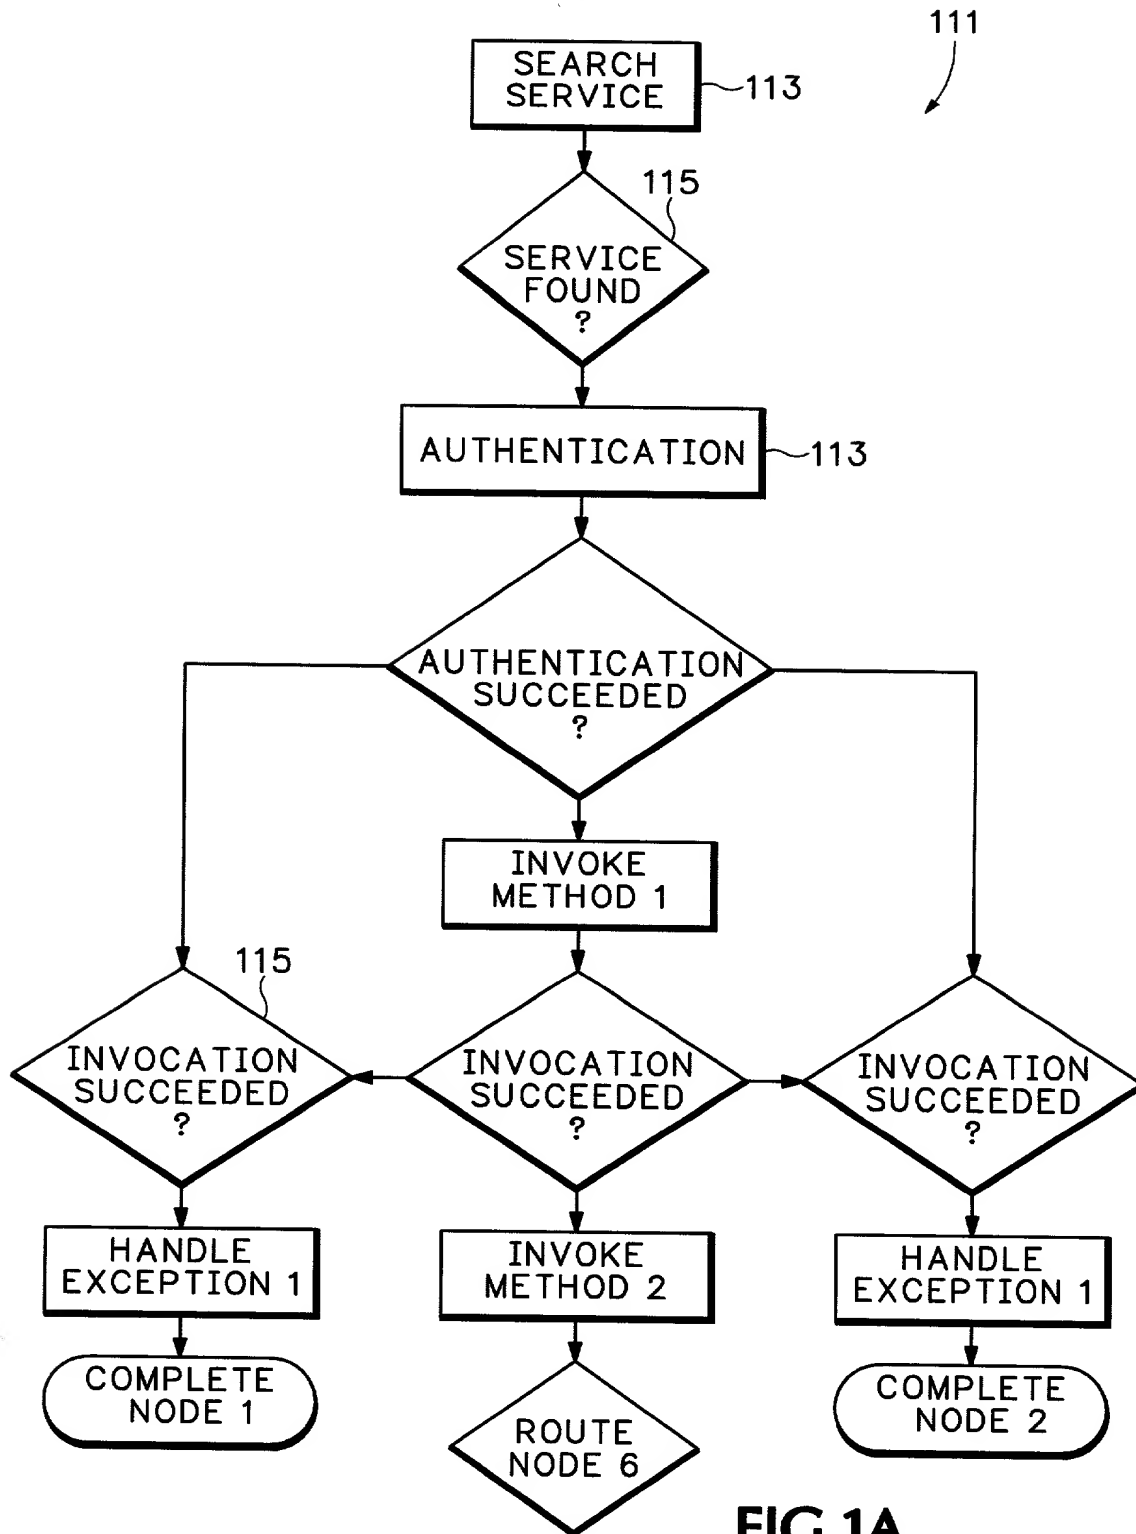 111
SEARCH
SERVICE
113
115
SERVICE
FOUND
?
AUTHENTICATION
113
AUTHENTICATION
SUCCEEDED
?
INVOKE
METHOD 1
115
INVOCATION
SUCCEEDED
?
INVOCATION
SUCCEEDED
?
INVOCATION
SUCCEEDED
?
HANDLE
EXCEPTION 1
INVOKE
METHOD 2
HANDLE
EXCEPTION 1
COMPLETE
NODE 1
ROUTE
NODE 6
COMPLETE
NODE 2
FIG.1A